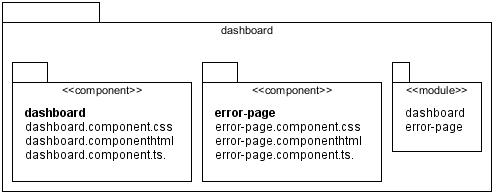 dashboard
<<component>>
dashboard
dashboard.component.css
dashboard.componenthtml
dashboard.component.ts.
<<component>>
error-page
error-page.component.css
error-page.componenthtml
error-page.component.ts.
<<module>>
dashboard
error-page